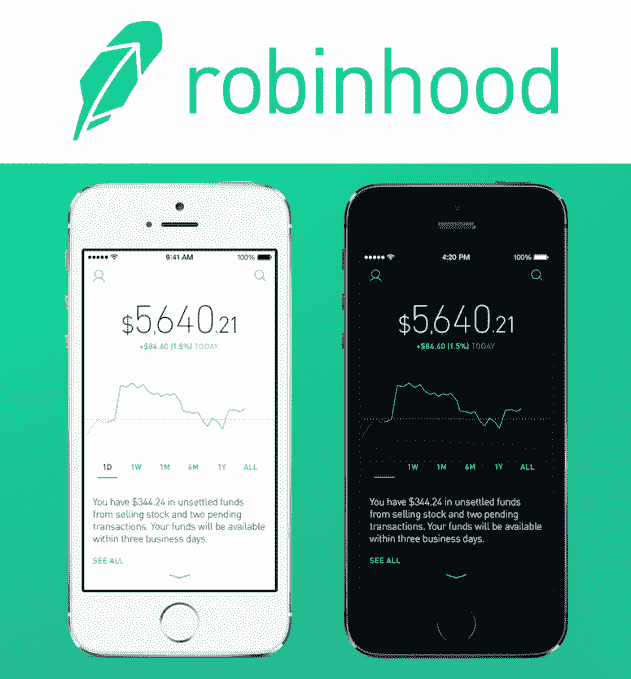 robinhood
9:41 AM 100%
$5,640.21
+$84.60 (1.5%) TODAY
1D 1W 1M 6M 1Y ALL
You have $344.24 in unsettled funds
from selling stock and two pending
transactions. Your funds will be available
within three business days.
SEE ALL
4:20 PM 100%
$5,640.21
+$84.60 (1.5%) TODAY
1W 1M 6M 1Y ALL
You have $344.24 in unsettled funds
from selling stock and two pending
transactions. Your funds will be available
within three business days.
SEE ALL